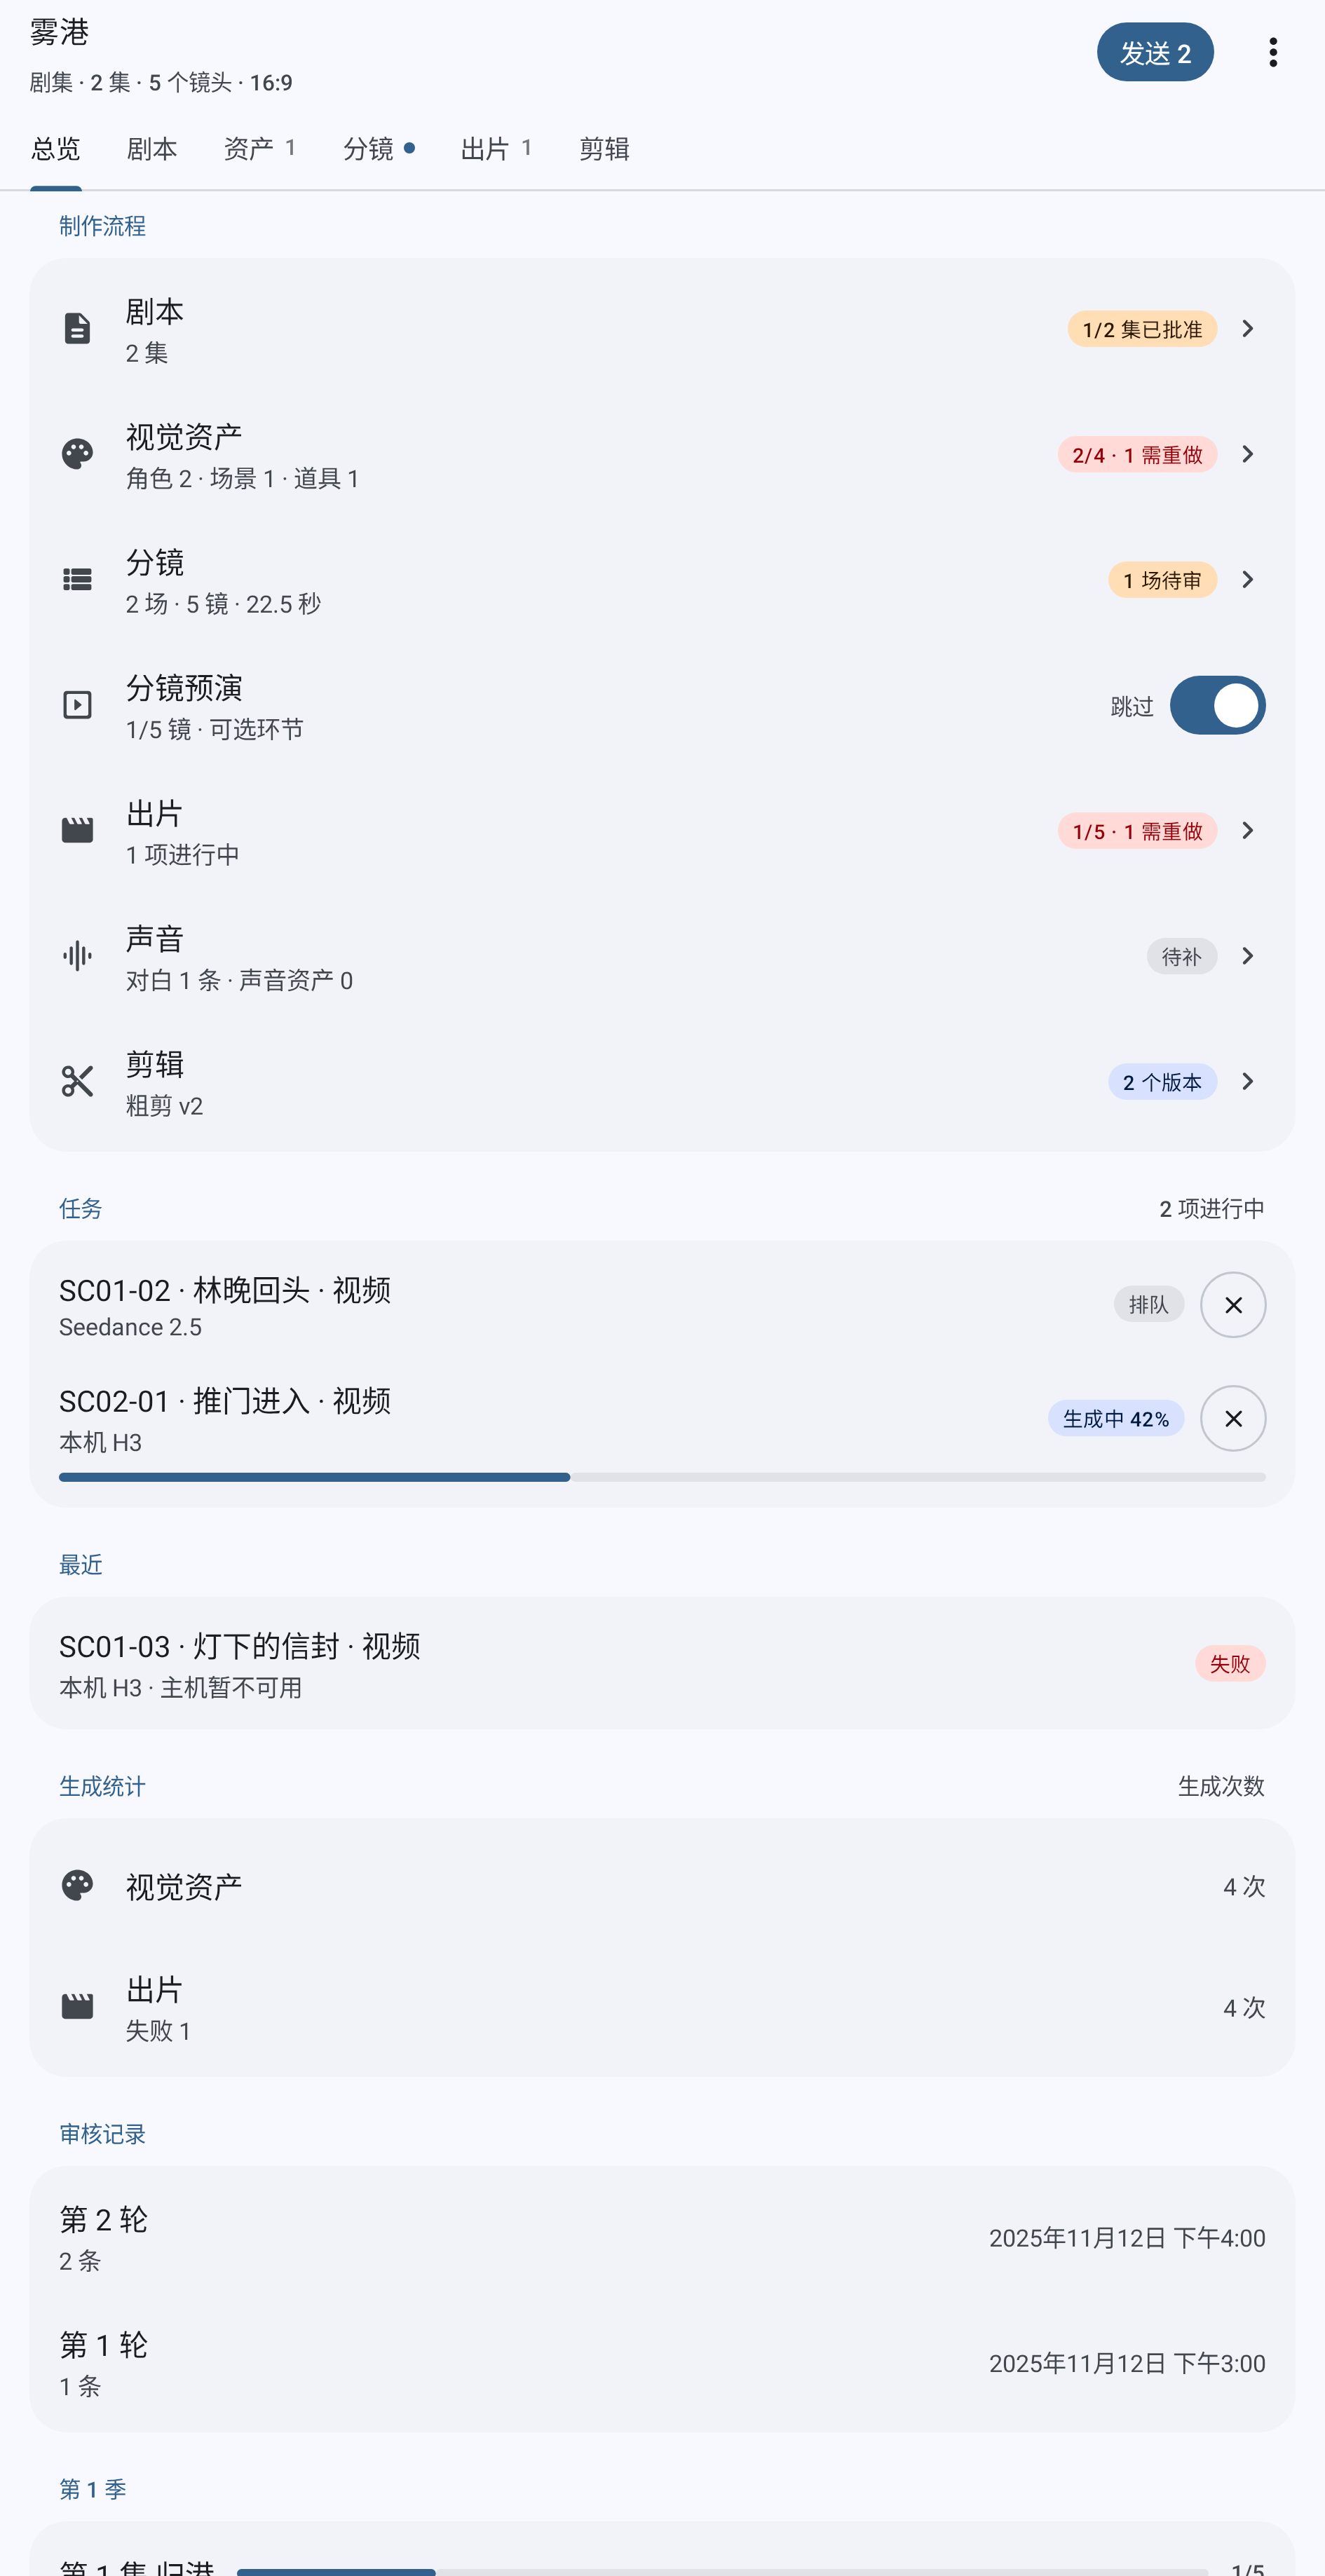 雾港
剧集 · 2 集 · 5 个镜头 · 16:9
发送 2
总览 剧本 资产 1 分镜 出片 1 剪辑
制作流程
剧本
2 集
1/2 集已批准
视觉资产
角色 2 · 场景 1 · 道具 1
2/4 · 1 需重做
分镜
2 场 · 5 镜 · 22.5 秒
1 场待审
分镜预演
1/5 镜 · 可选环节
跳过
出片
1 项进行中
1/5 · 1 需重做
声音
对白 1 条 · 声音资产 0
待补
剪辑
粗剪 v2
2 个版本
任务
2 项进行中
SC01-02 · 林晚回头 · 视频
Seedance 2.5
排队
SC02-01 · 推门进入 · 视频
本机 H3
生成中 42%
最近
SC01-03 · 灯下的信封 · 视频
本机 H3 · 主机暂不可用
失败
生成统计
生成次数
视觉资产
4 次
出片
失败 1
4 次
审核记录
第 2 轮
2 条
2025年11月12日 下午4:00
第 1 轮
1 条
2025年11月12日 下午3:00
第 1 季
第 1 集 归港
1/5